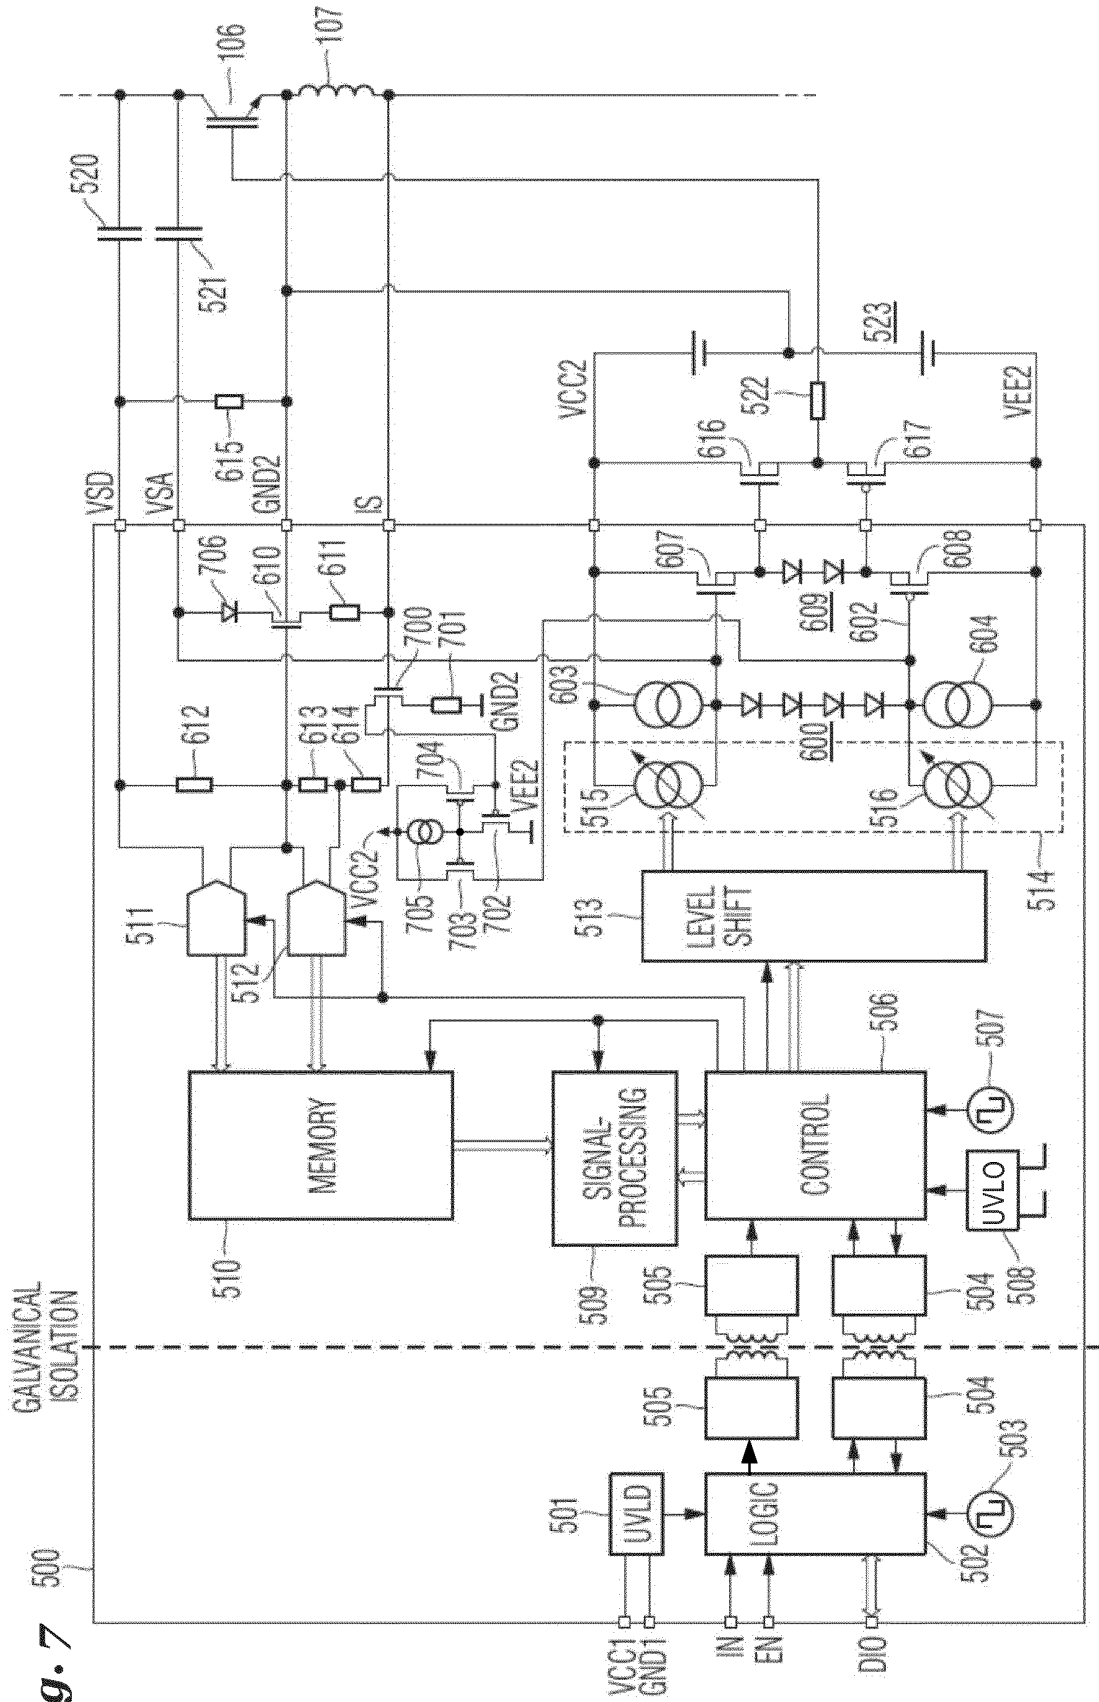 g. 7
500
GALVANICAL
ISOLATION
VCC1
GND1
IN
EN
DIO
501
UVLD
LOGIC
502
503
505
504
505
504
508
UVLO
507
506
CONTROL
509
SIGNAL-
PROCESSING
510
MEMORY
511
512
513
LEVEL
SHIFT
514
515
516
VCC2
705
703
702
704
VEE2
612
613
614
700
701
GND2
706
610
611
603
600
604
609
602
607
608
VSD
VSA
GND2
IS
615
616
617
522
523
VCC2
VEE2
520
521
106
107